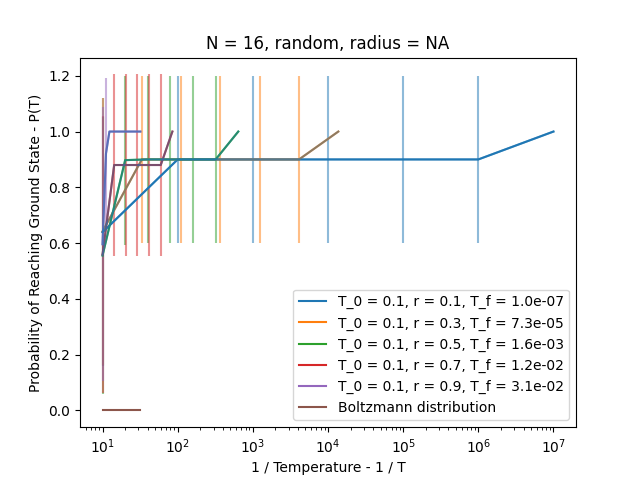 N = 16, random, radius = NA
Probability of Reaching Ground State - P(T)
1.2
1.0
0.8
0.6
0.4
0.2
0.0
T_0 = 0.1, r = 0.1, T_f = 1.0e-07
T_0 = 0.1, r = 0.3, T_f = 7.3e-05
T_0 = 0.1, r = 0.5, T_f = 1.6e-03
T_0 = 0.1, r = 0.7, T_f = 1.2e-02
T_0 = 0.1, r = 0.9, T_f = 3.1e-02
Boltzmann distribution
10¹ 10² 10³ 10⁴ 10⁵ 10⁶ 10⁷
1 / Temperature - 1 / T